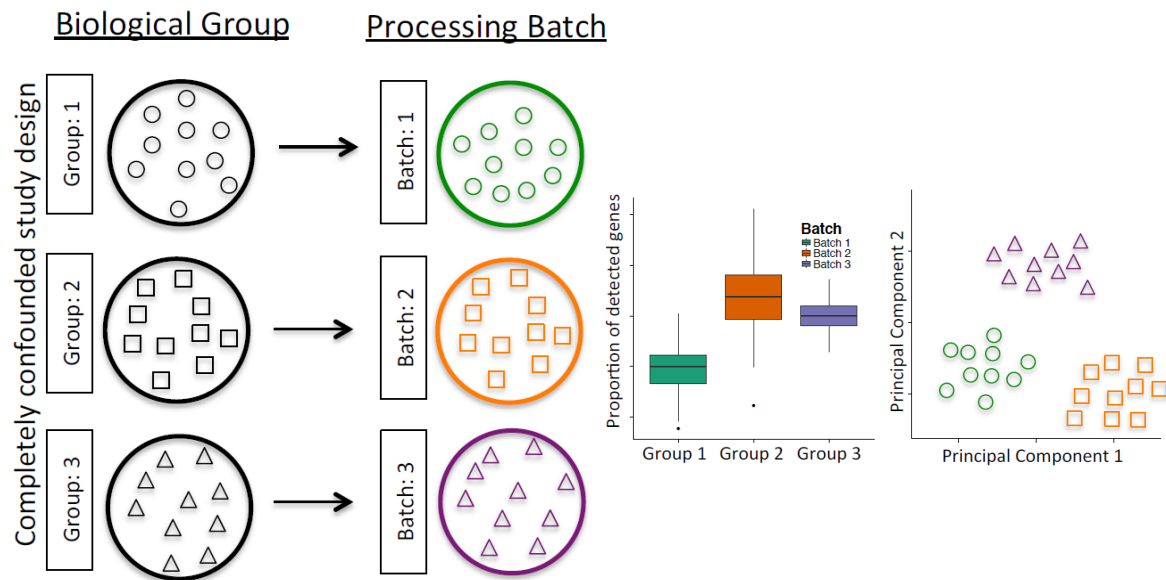 Biological Group
Processing Batch
Completely confounded study design
Group: 1
Batch: 1
Group: 2
Batch: 2
Group: 3
Batch: 3
Proportion of detected genes
Batch
Batch 1
Batch 2
Batch 3
Group 1
Group 2
Group 3
Principal Component 2
Principal Component 1